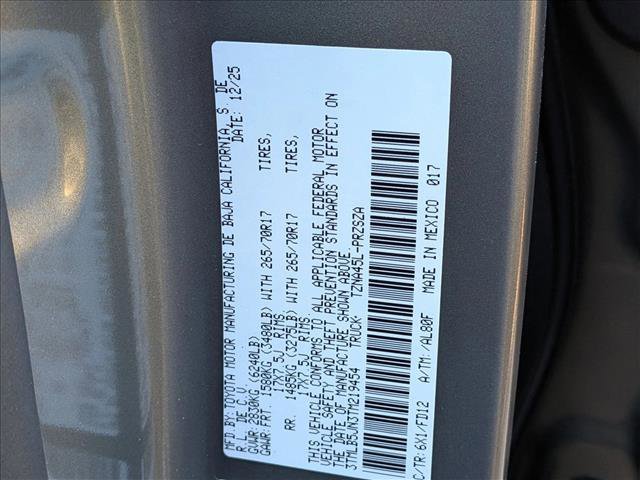 MFD BY: TOYOTA MOTOR MANUFACTURING DE BAJA CALIFORNIA, S. DE
R.L. DE C.V. DATE: 12/25
GVWR: 2830KG (6240LB)
GAWR: FRT. 1580KG (3480LB) WITH 265/70R17 TIRES,
17X7.5J RIMS
RR 1485KG (3275LB) WITH 265/70R17 TIRES,
17X7.5J RIMS
THIS VEHICLE CONFORMS TO ALL APPLICABLE FEDERAL MOTOR
VEHICLE SAFETY AND THEFT PREVENTION STANDARDS IN EFFECT ON
THE DATE OF MANUFACTURE SHOWN ABOVE.
3TMLB5JN3TM219454 TRUCK TZNA45L-PRZSZA
C/TR: 6X1/FD12 A/TM: AL80F MADE IN MEXICO 017